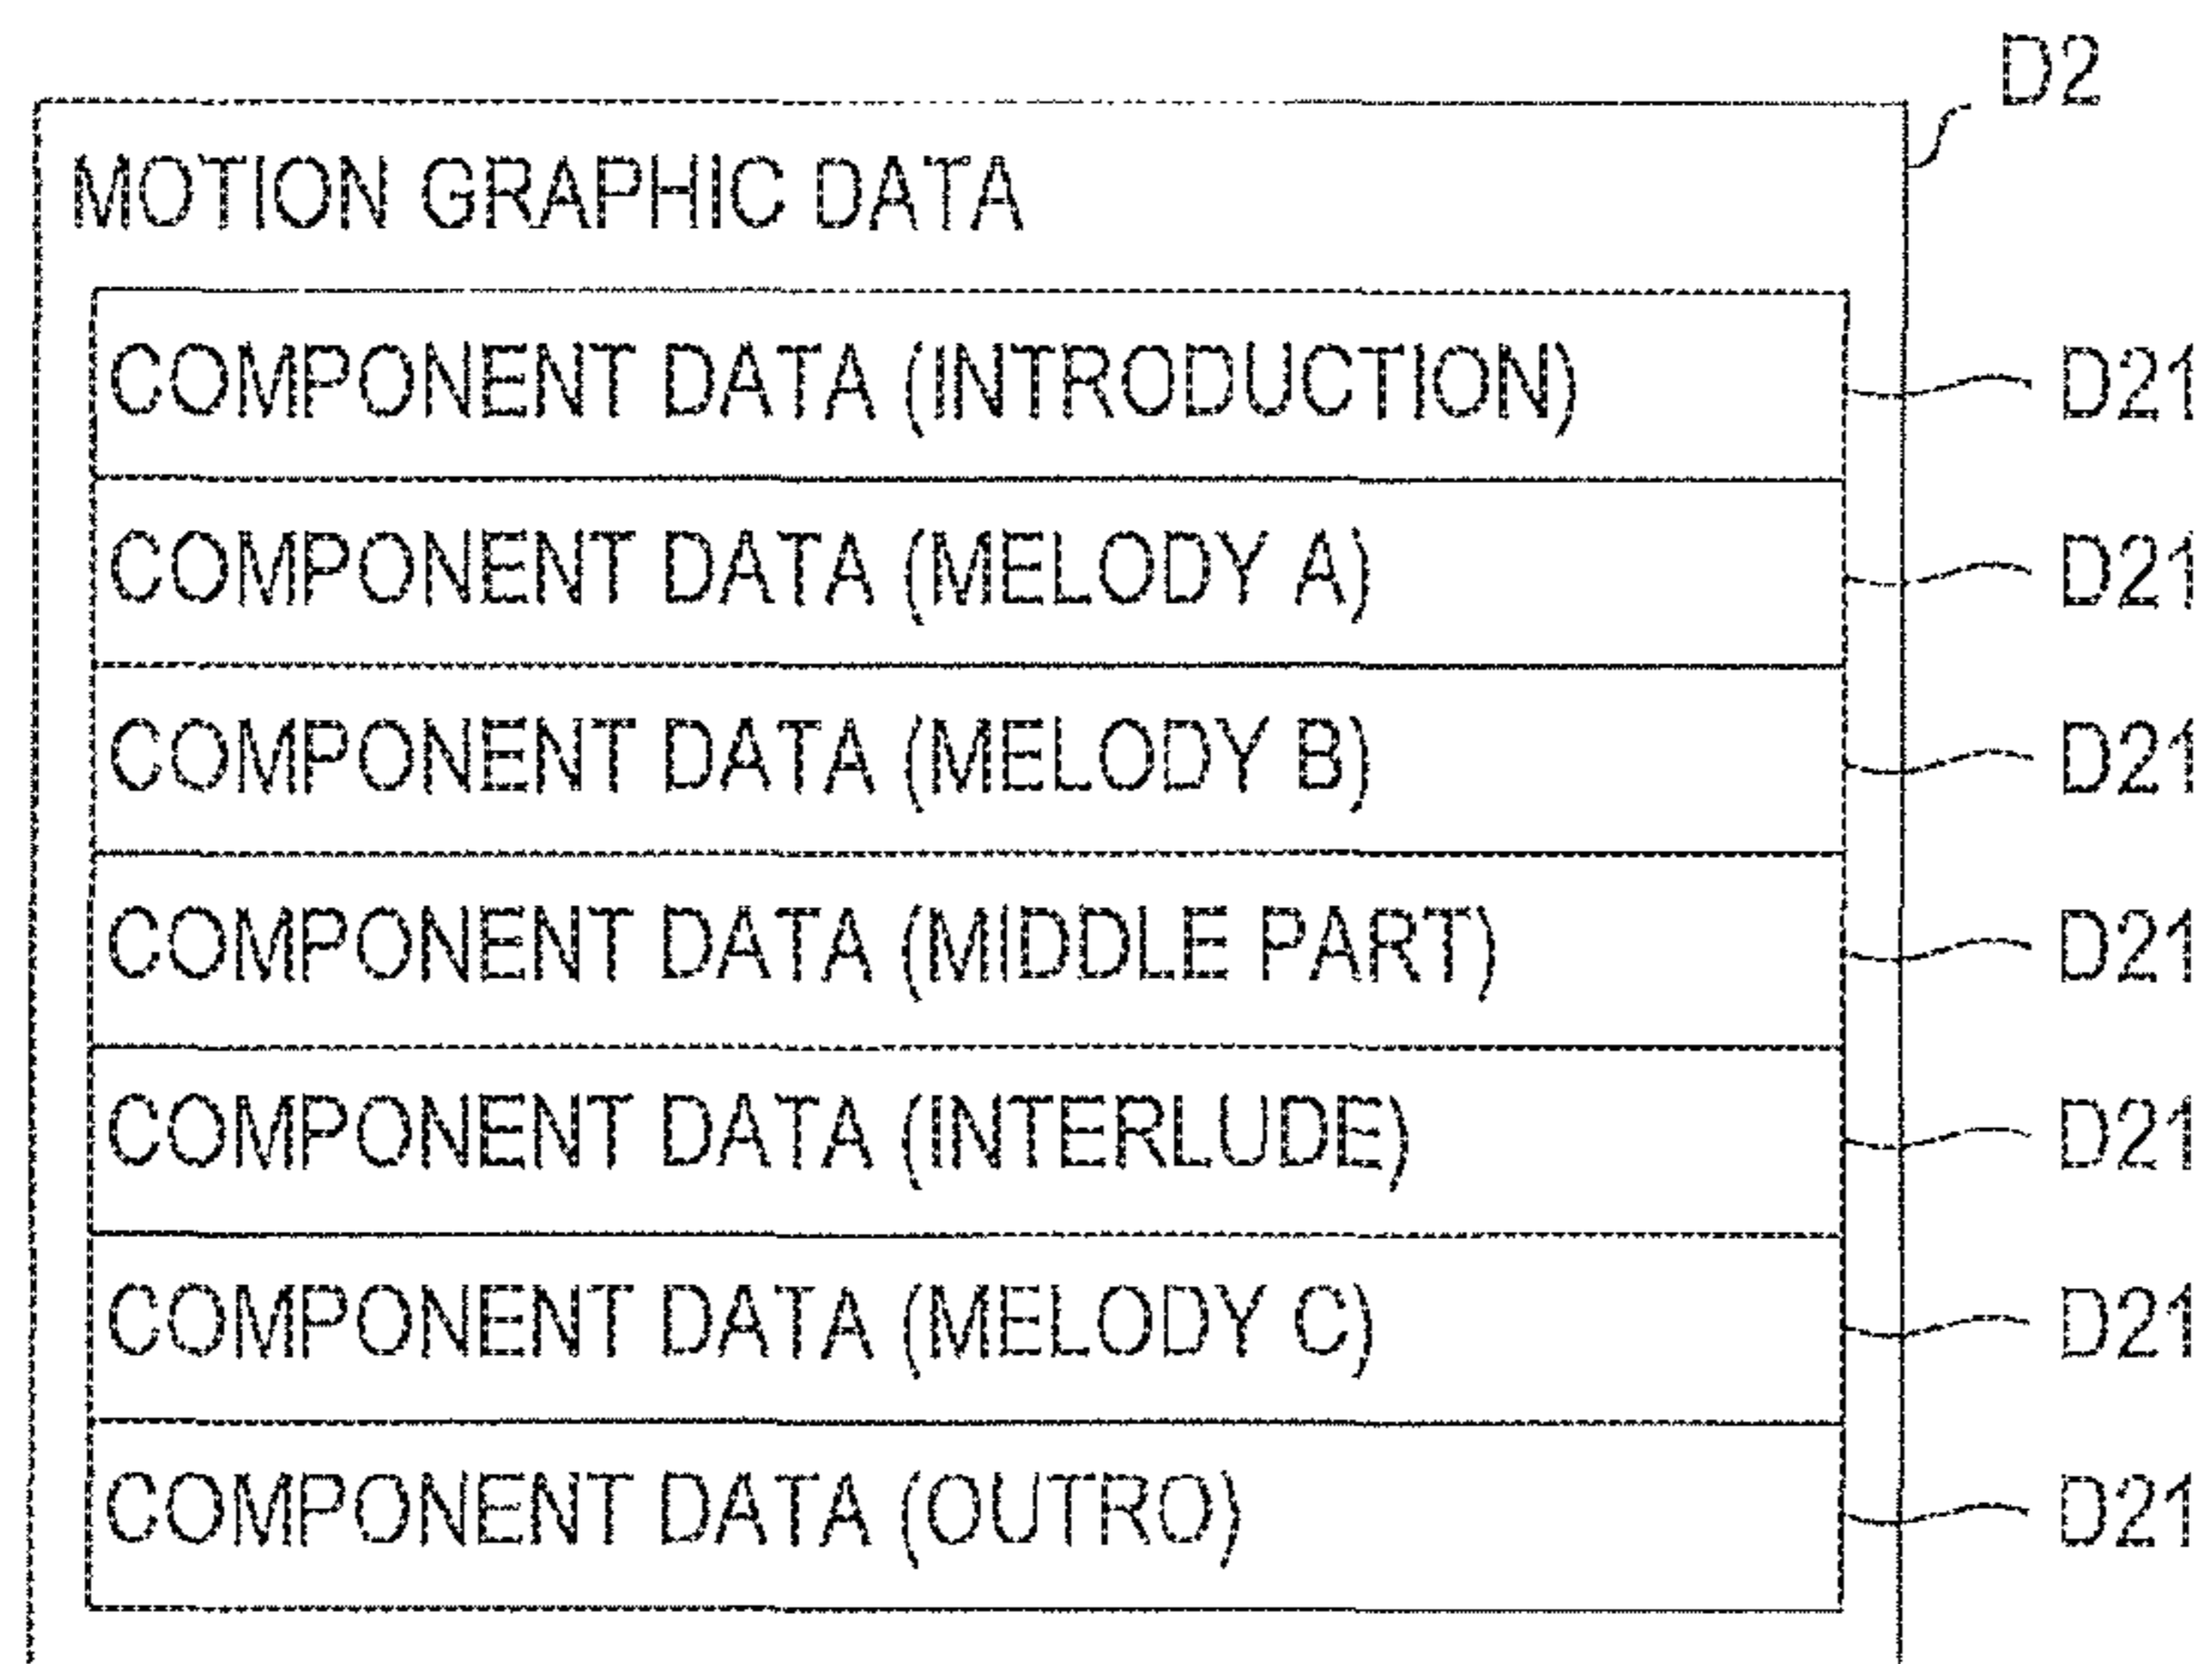 D2
MOTION GRAPHIC DATA
COMPONENT DATA (INTRODUCTION) D21
COMPONENT DATA (MELODY A) D21
COMPONENT DATA (MELODY B) D21
COMPONENT DATA (MIDDLE PART) D21
COMPONENT DATA (INTERLUDE) D21
COMPONENT DATA (MELODY C) D21
COMPONENT DATA (OUTRO) D21